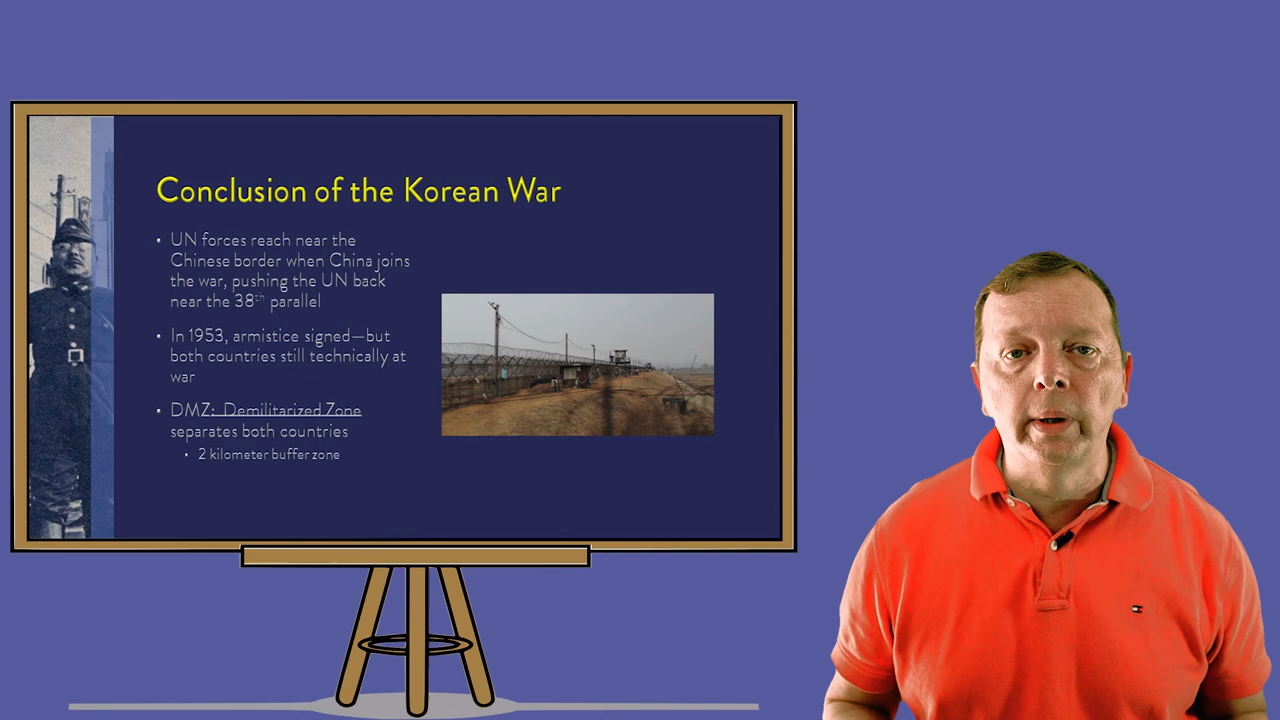 Conclusion of the Korean War
• UN forces reach near the
Chinese border when China joins
the war, pushing the UN back
near the 38th parallel
• In 1953, armistice signed—but
both countries still technically at
war
• DMZ: Demilitarized Zone
separates both countries
• 2 kilometer buffer zone